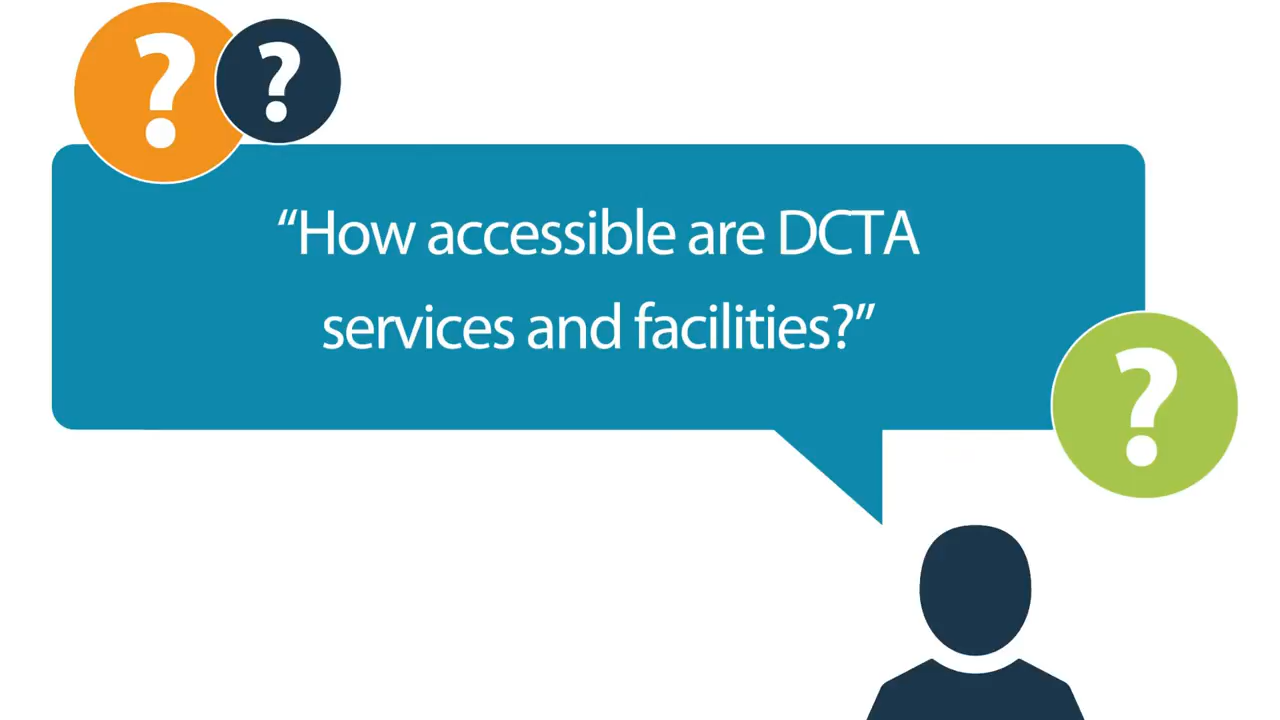 ?
?
“How accessible are DCTA
services and facilities?”
?